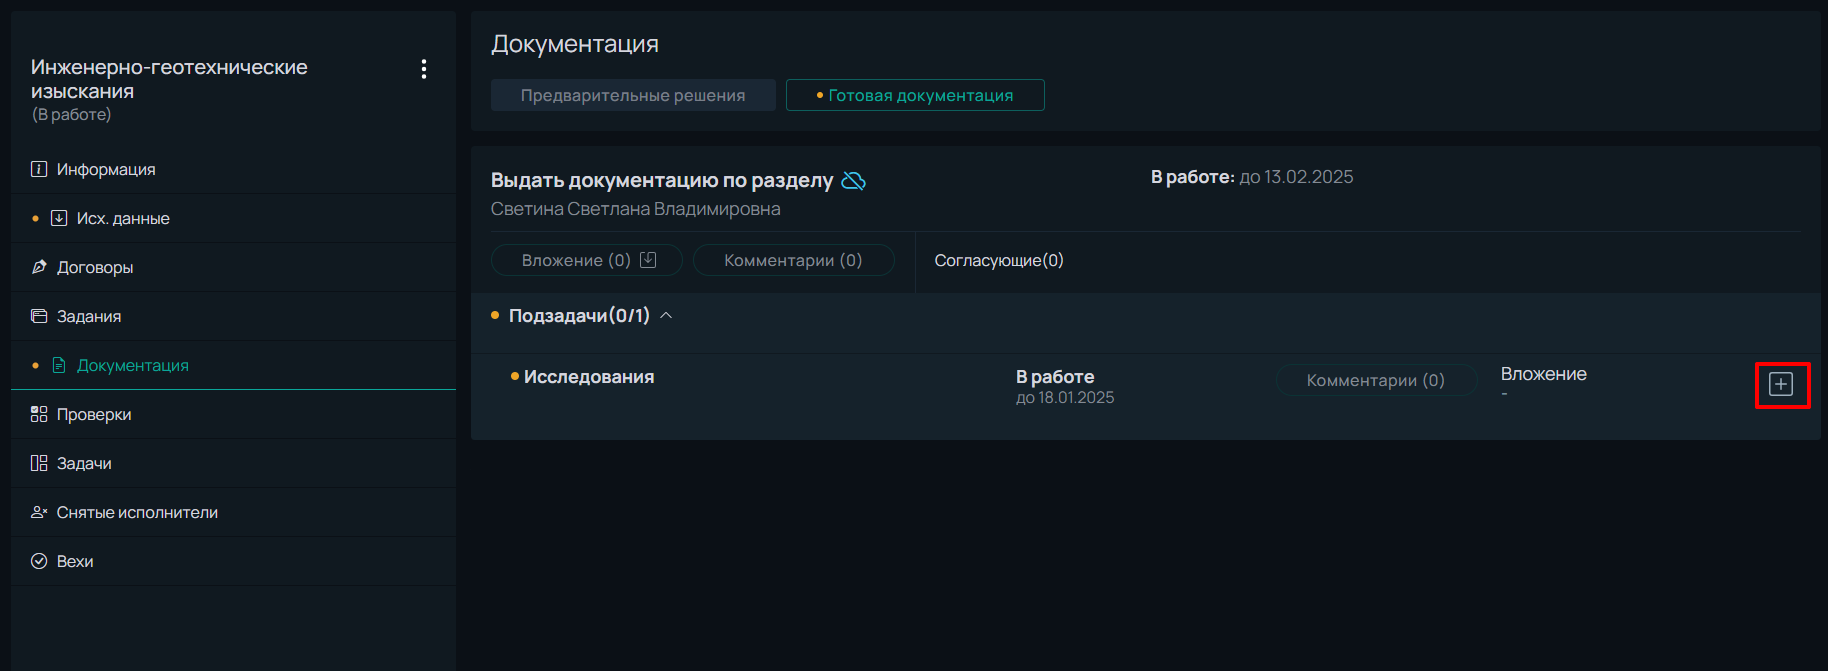 Инженерно-геотехнические
изыскания
(В работе)
Информация
Исх. данные
Договоры
Задания
Документация
Проверки
Задачи
Снятые исполнители
Вехи
Документация
Предварительные решения
Готовая документация
Выдать документацию по разделу
В работе: до 13.02.2025
Светина Светлана Владимировна
Вложение (0)
Комментарии (0)
Согласующие(0)
Подзадачи(0/1)
Исследования
В работе
до 18.01.2025
Комментарии (0)
Вложение
-